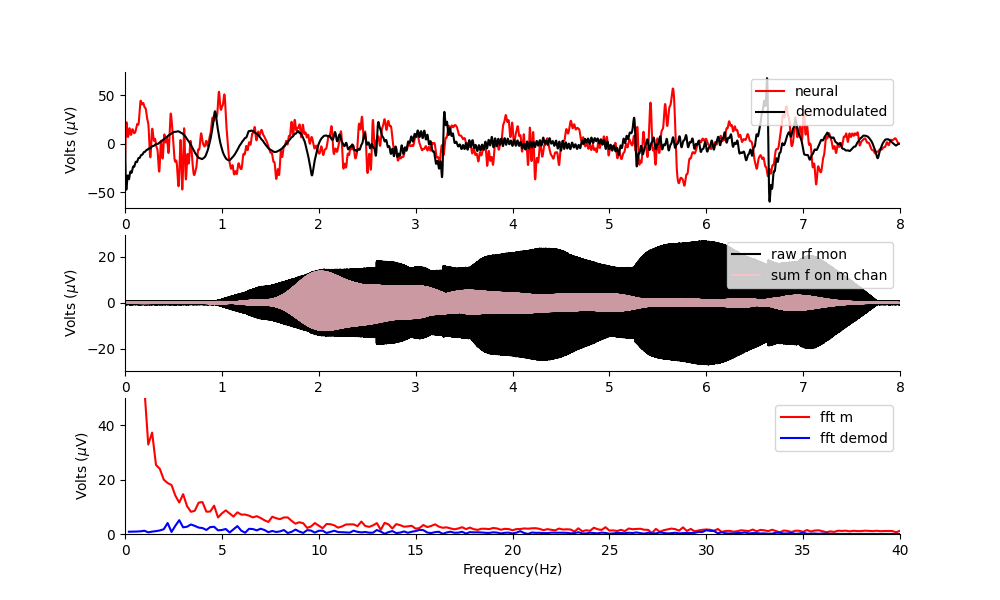 50
0
−50
Volts (μV)
neural
demodulated
0 1 2 3 4 5 6 7 8
20
0
−20
Volts (μV)
raw rf mon
sum f on m chan
0 1 2 3 4 5 6 7 8
40
20
0
Volts (μV)
fft m
fft demod
0 5 10 15 20 25 30 35 40
Frequency(Hz)